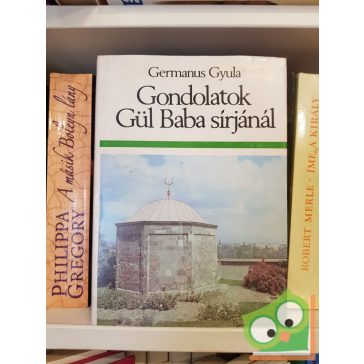 PHILIPPA
GREGORY
A másik Boleyn lány
Germanus Gyula
Gondolatok
Gül Baba sírjánál
ROBERT MERLE · ÍME A KIRÁLY